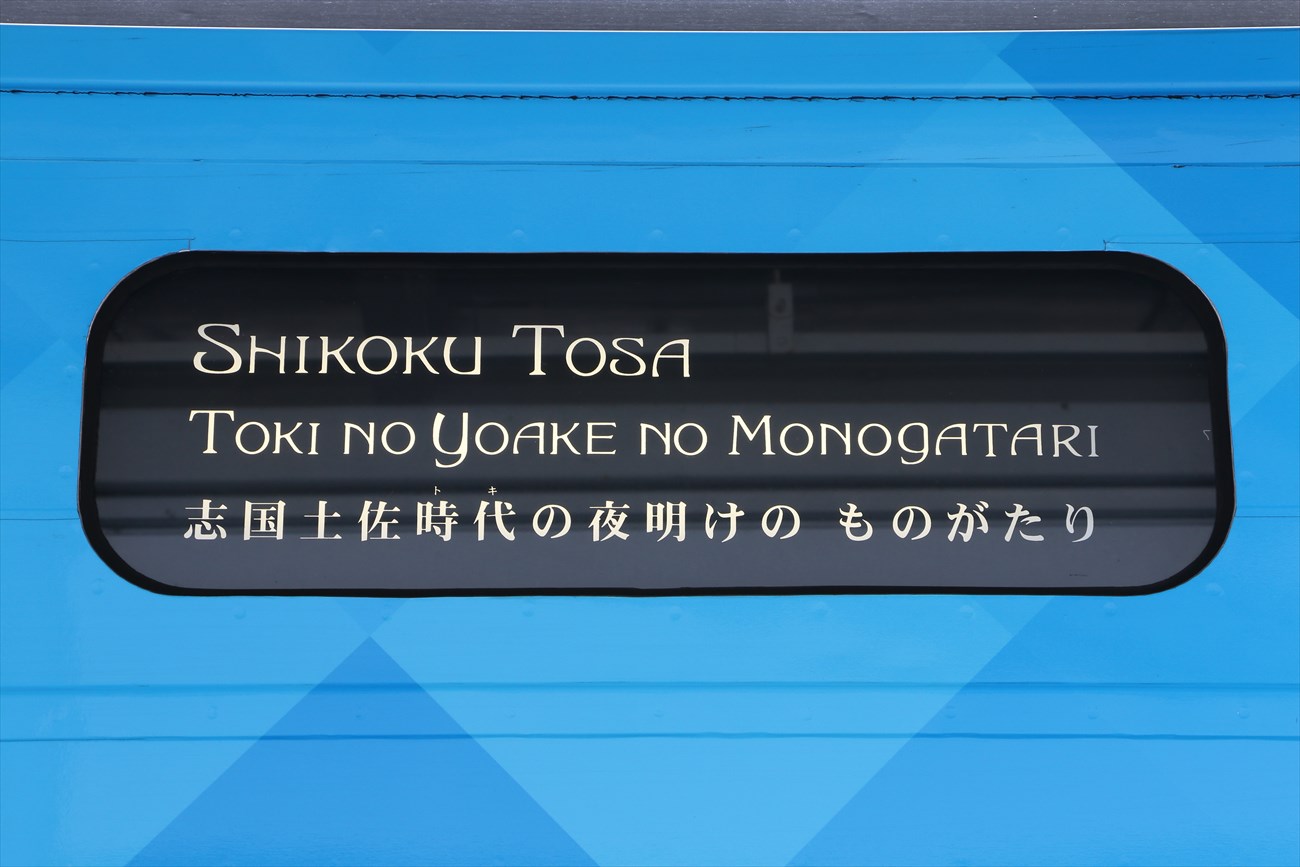 Shikoku Tosa
Toki no Yoake no Monogatari
トキ
志国土佐時代の夜明けの ものがたり